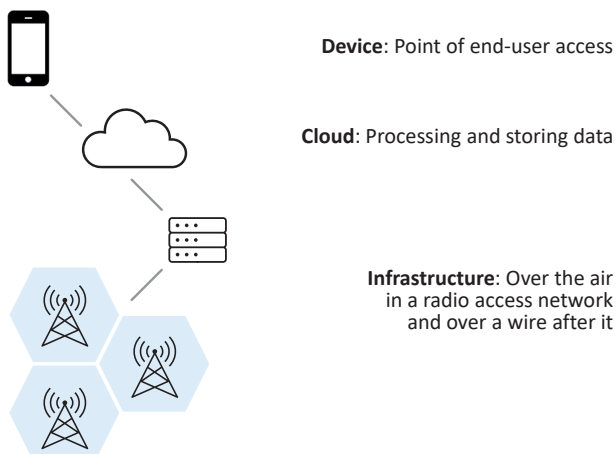 Device: Point of end-user access
Cloud: Processing and storing data
Infrastructure: Over the air
in a radio access network
and over a wire after it